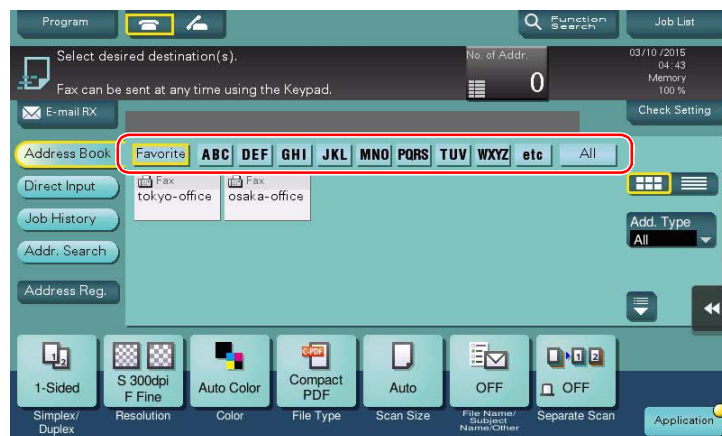 Program
Function Search
Job List
Select desired destination(s).
Fax can be sent at any time using the Keypad.
No. of Addr.
0
03/10 /2015
04:43
Memory
100 %
E-mail RX
Check Setting
Address Book
Favorite ABC DEF GHI JKL MNO PQRS TUV WXYZ etc All
Direct Input
Fax
tokyo-office
Fax
osaka-office
Job History
Addr. Search
Add. Type
All
Address Reg.
1 2
1-Sided
S 300dpi
F Fine
Auto Color
C-PDF
Compact
PDF
Auto
OFF
1 2
OFF
Simplex/
Duplex
Resolution
Color
File Type
Scan Size
File Name/
Subject
Name/Other
Separate Scan
Application